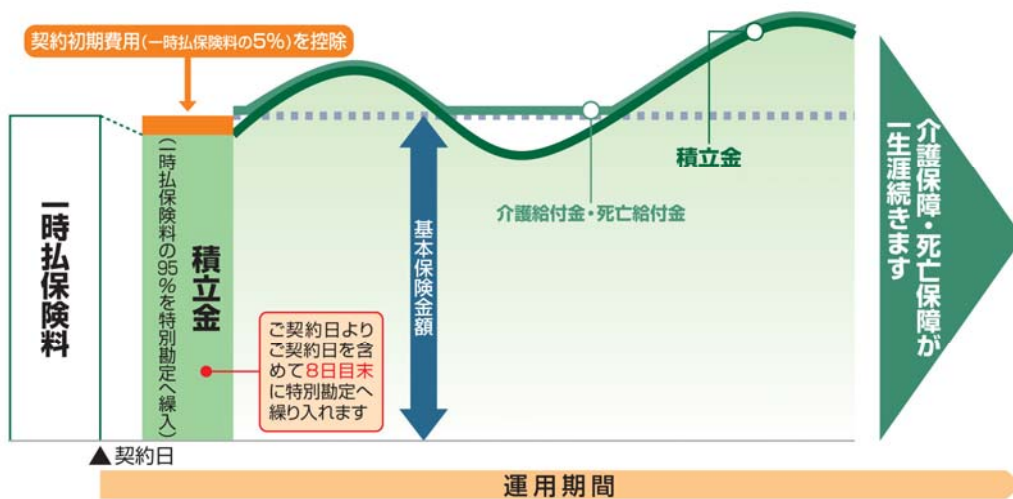 契約初期費用(一時払保険料の5%)を控除
一時払保険料
積立金
(一時払保険料の95%を特別勘定へ繰入)
ご契約日より
ご契約日を含
めて8日目末
に特別勘定へ
繰り入れます
基本保険金額
介護給付金・死亡給付金
積立金
介護保障・死亡保障が
一生涯続きます
▲契約日
運用期間